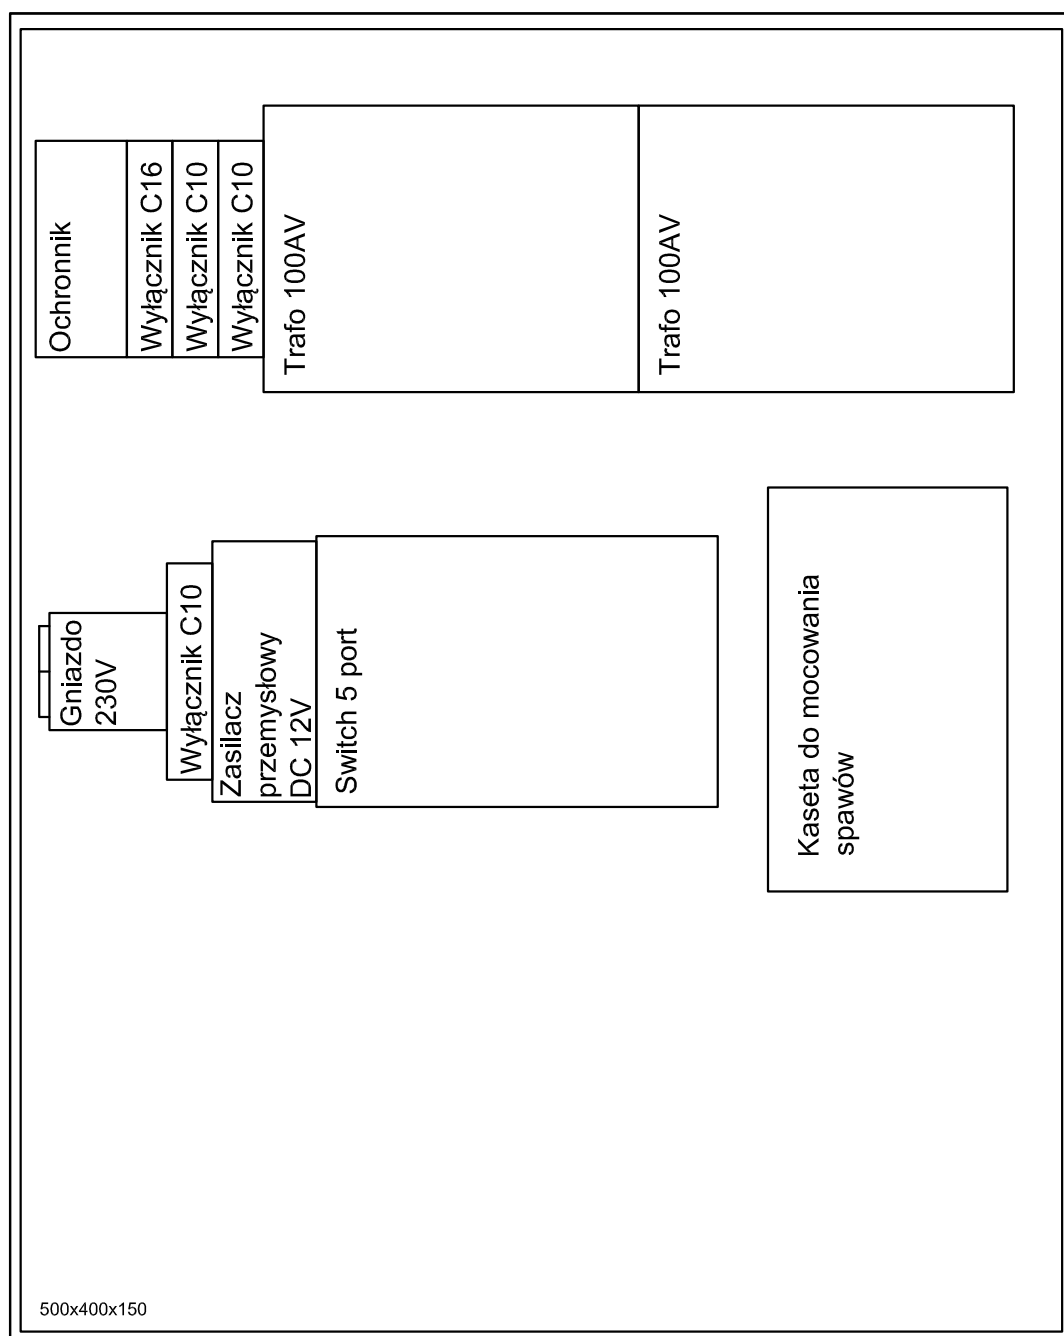 Ochronnik
Wyłącznik C16
Wyłącznik C10
Wyłącznik C10
Trafo 100AV
Trafo 100AV
Gniazdo
230V
Wyłącznik C10
Zasilacz
przemysłowy
DC 12V
Switch 5 port
Kaseta do mocowania
spawów
500x400x150